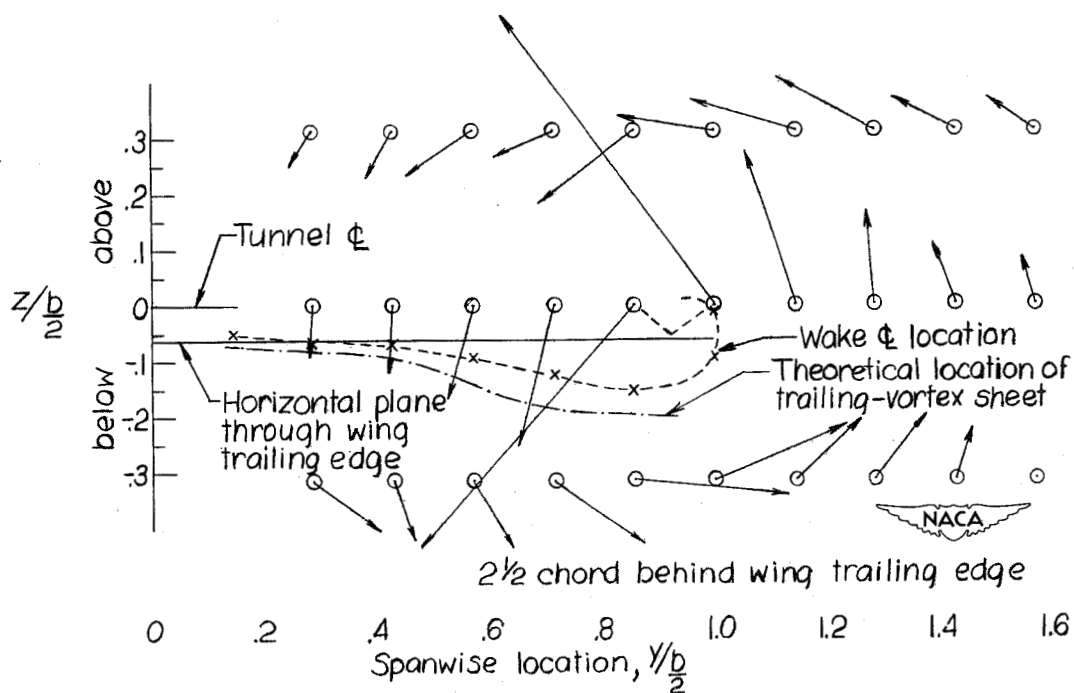 above
below
Z/b/2
.3
.2
.1
0
-.1
-.2
-.3
Tunnel ℄
Wake ℄ location
Theoretical location of
trailing-vortex sheet
Horizontal plane
through wing
trailing edge
NACA
2½ chord behind wing trailing edge
0 .2 .4 .6 .8 1.0 1.2 1.4 1.6
Spanwise location, Y/b/2